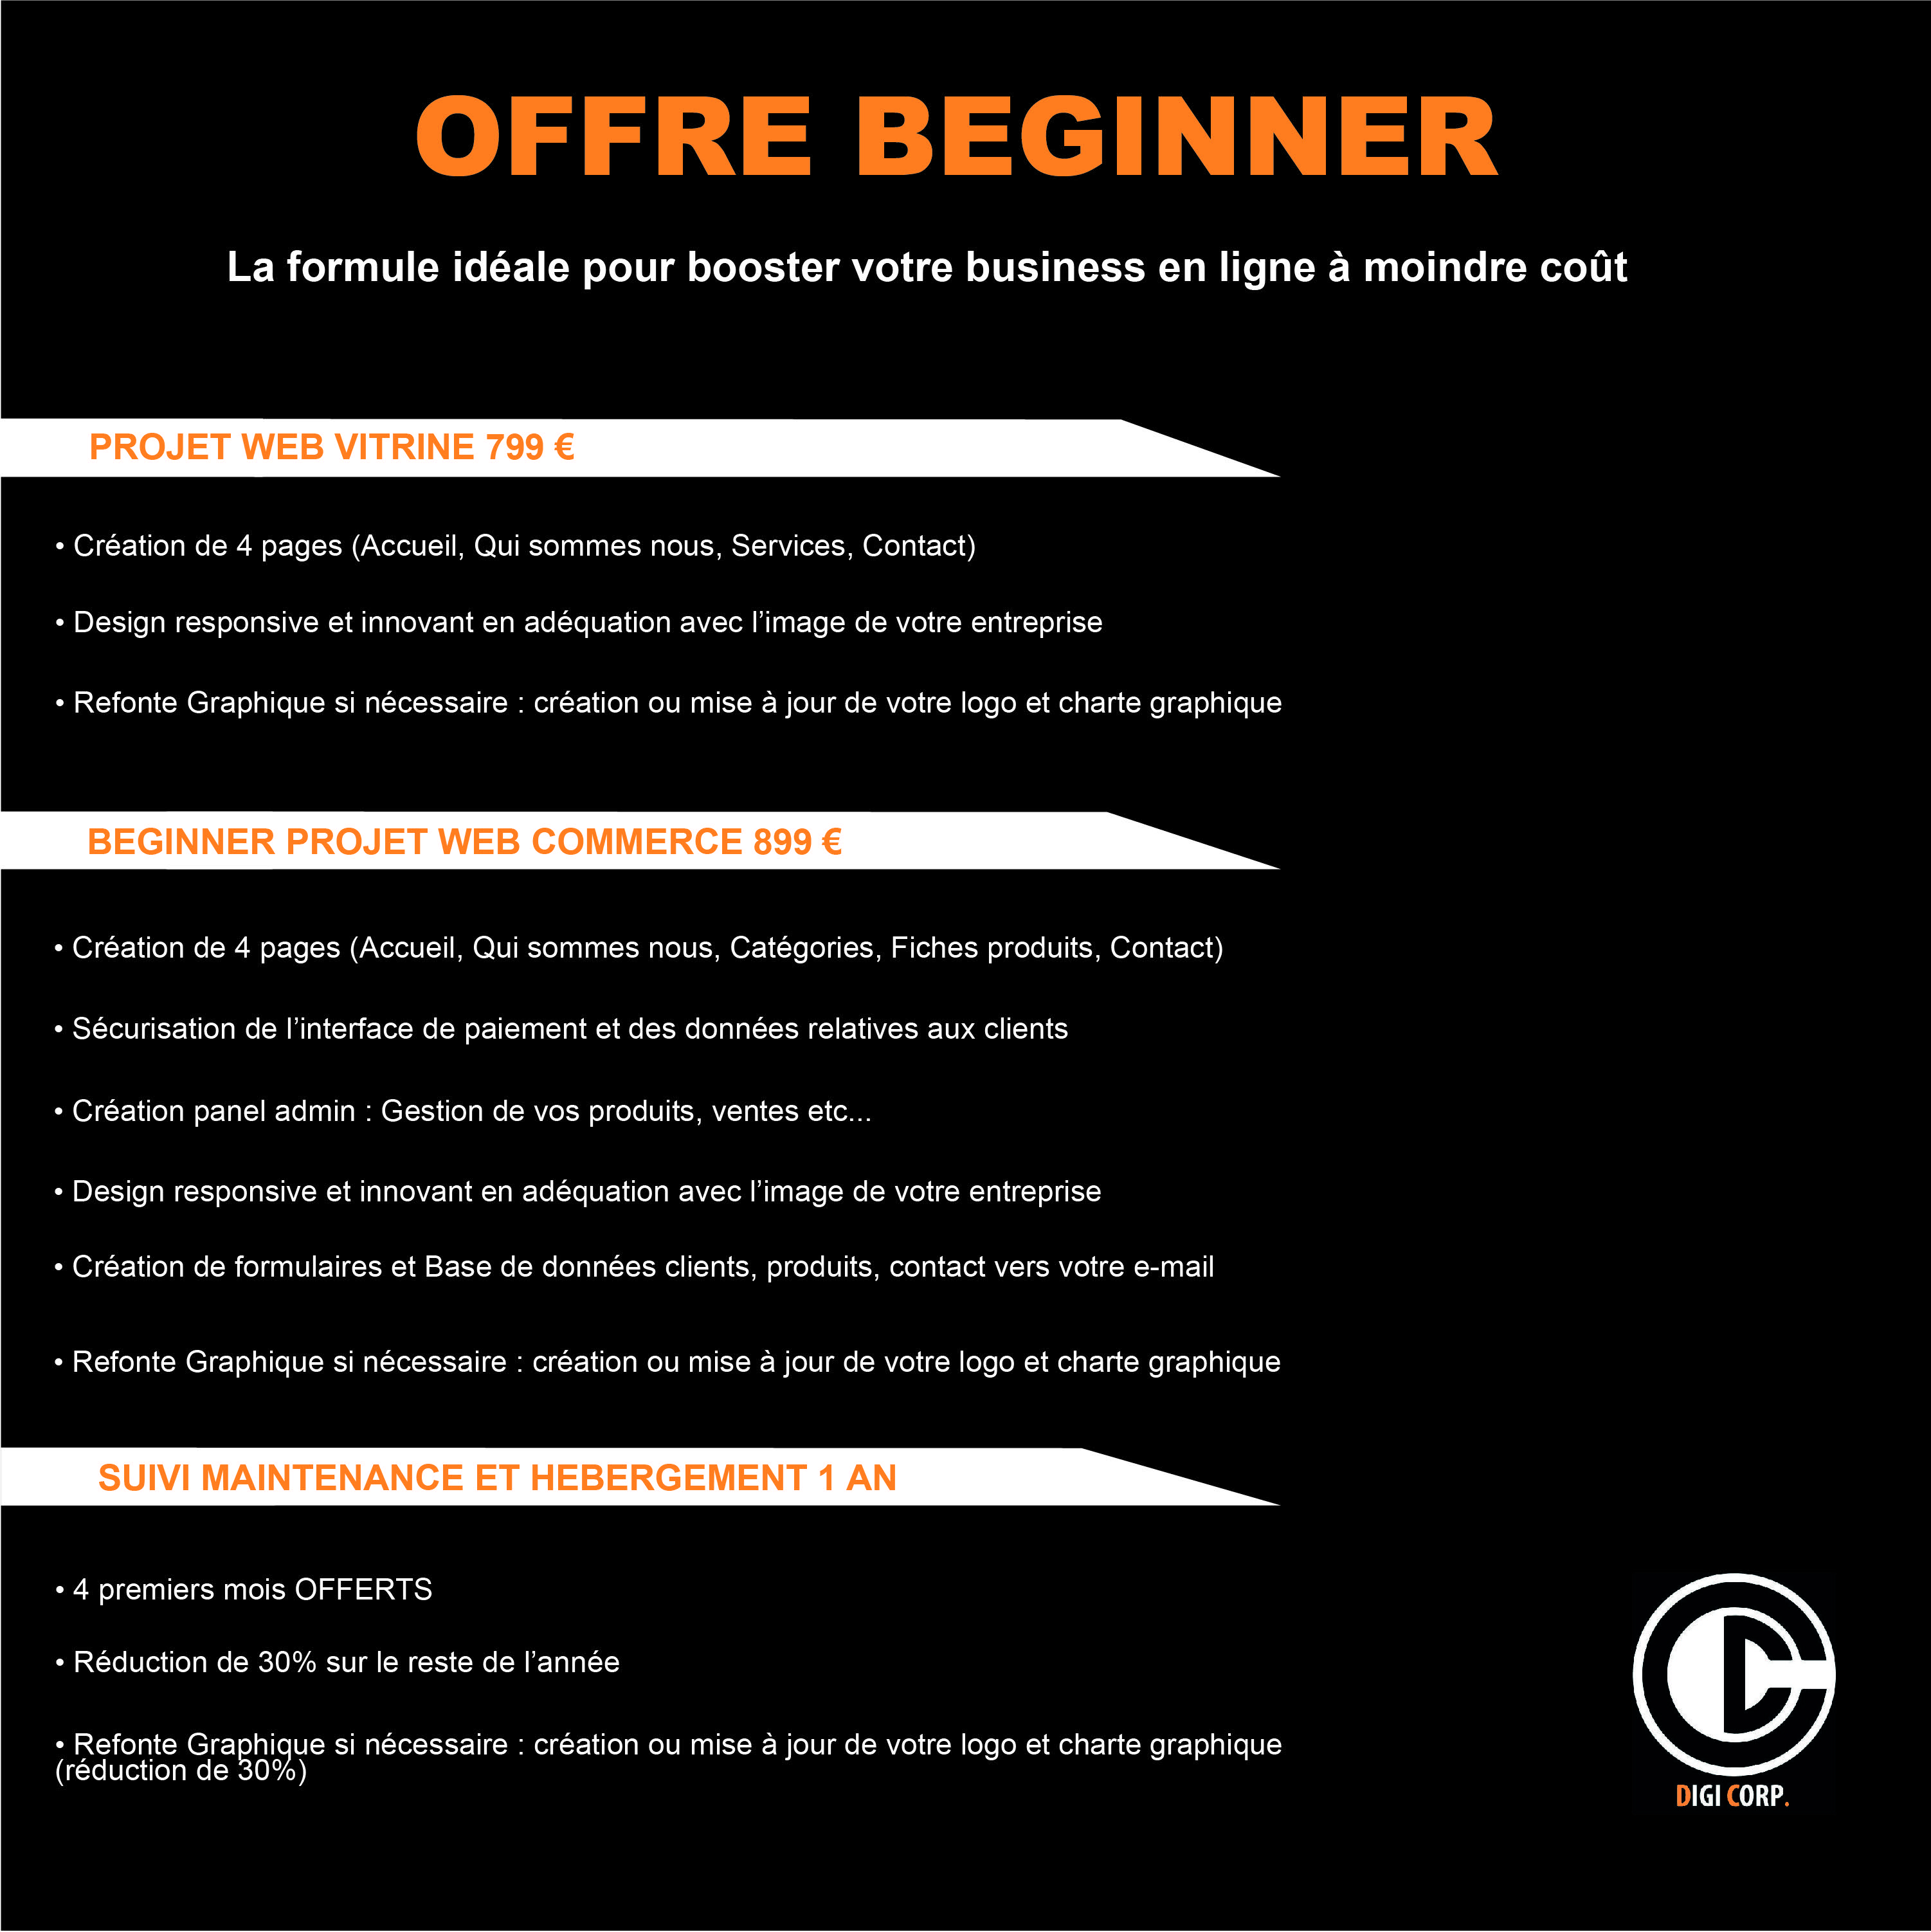 OFFRE BEGINNER
La formule idéale pour booster votre business en ligne à moindre coût
PROJET WEB VITRINE 799 €
• Création de 4 pages (Accueil, Qui sommes nous, Services, Contact)
• Design responsive et innovant en adéquation avec l’image de votre entreprise
• Refonte Graphique si nécessaire : création ou mise à jour de votre logo et charte graphique
BEGINNER PROJET WEB COMMERCE 899 €
• Création de 4 pages (Accueil, Qui sommes nous, Catégories, Fiches produits, Contact)
• Sécurisation de l’interface de paiement et des données relatives aux clients
• Création panel admin : Gestion de vos produits, ventes etc...
• Design responsive et innovant en adéquation avec l’image de votre entreprise
• Création de formulaires et Base de données clients, produits, contact vers votre e-mail
• Refonte Graphique si nécessaire : création ou mise à jour de votre logo et charte graphique
SUIVI MAINTENANCE ET HEBERGEMENT 1 AN
• 4 premiers mois OFFERTS
• Réduction de 30% sur le reste de l’année
• Refonte Graphique si nécessaire : création ou mise à jour de votre logo et charte graphique
(réduction de 30%)
DIGI CORP.